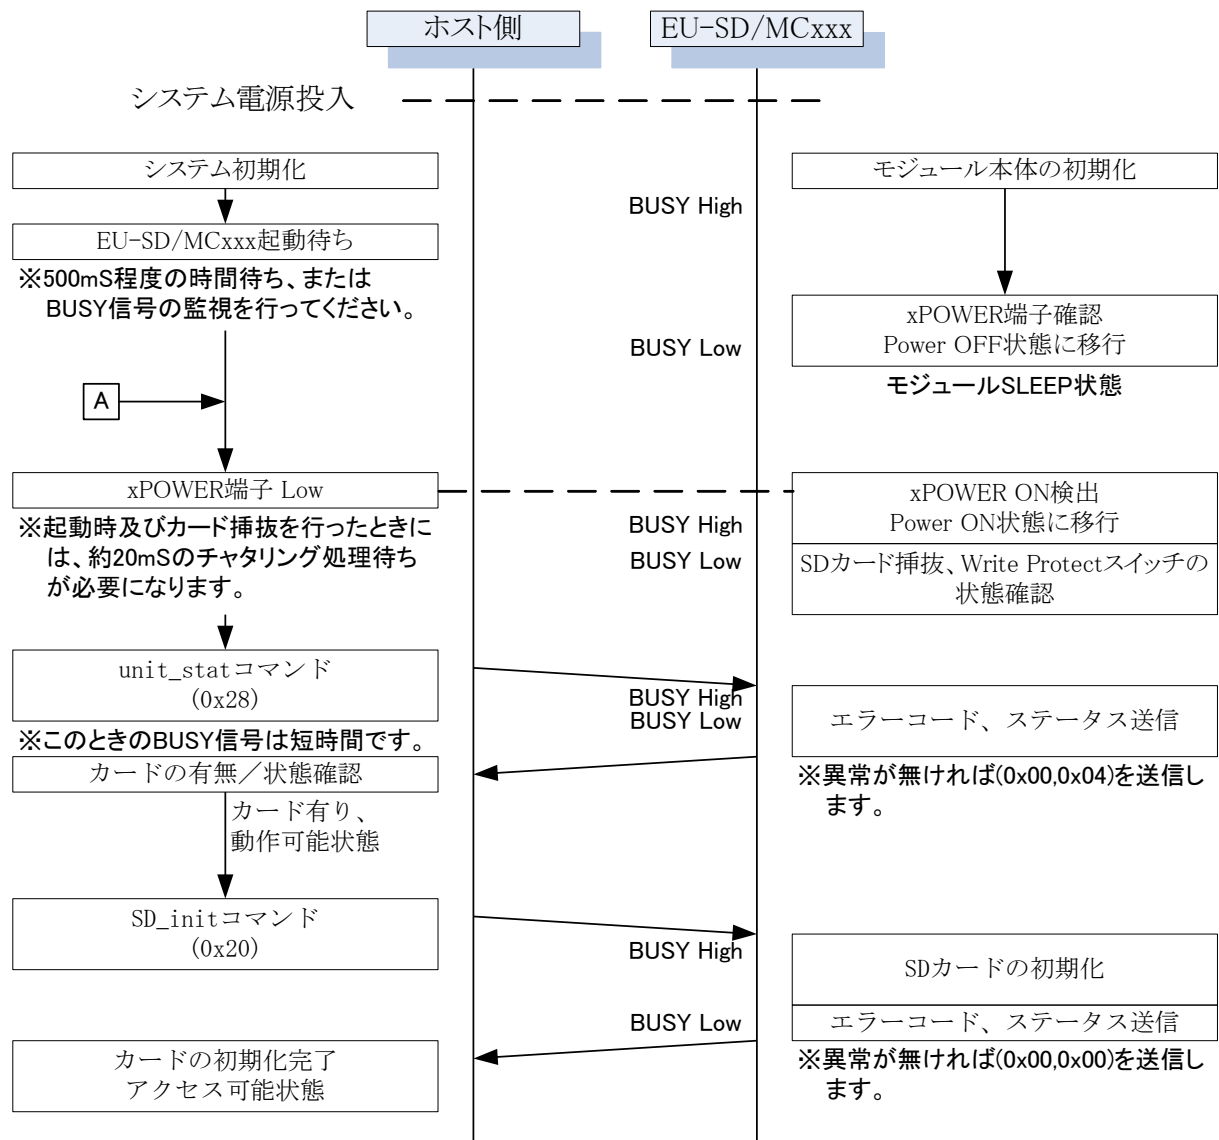 ホスト側
EU-SD/MCxxx
システム電源投入
システム初期化
モジュール本体の初期化
BUSY High
EU-SD/MCxxx起動待ち
※500mS程度の時間待ち、または
BUSY信号の監視を行ってください。
xPOWER端子確認
Power OFF状態に移行
BUSY Low
モジュールSLEEP状態
A
xPOWER端子 Low
xPOWER ON検出
Power ON状態に移行
※起動時及びカード挿抜を行ったときに
は、約20mSのチャタリング処理待ち
が必要になります。
BUSY High
BUSY Low
SDカード挿抜、Write Protectスイッチの
状態確認
unit_statコマンド
(0x28)
BUSY High
BUSY Low
エラーコード、ステータス送信
※このときのBUSY信号は短時間です。
カードの有無／状態確認
※異常が無ければ(0x00,0x04)を送信し
ます。
カード有り、
動作可能状態
SD_initコマンド
(0x20)
BUSY High
SDカードの初期化
BUSY Low
エラーコード、ステータス送信
カードの初期化完了
アクセス可能状態
※異常が無ければ(0x00,0x00)を送信し
ます。